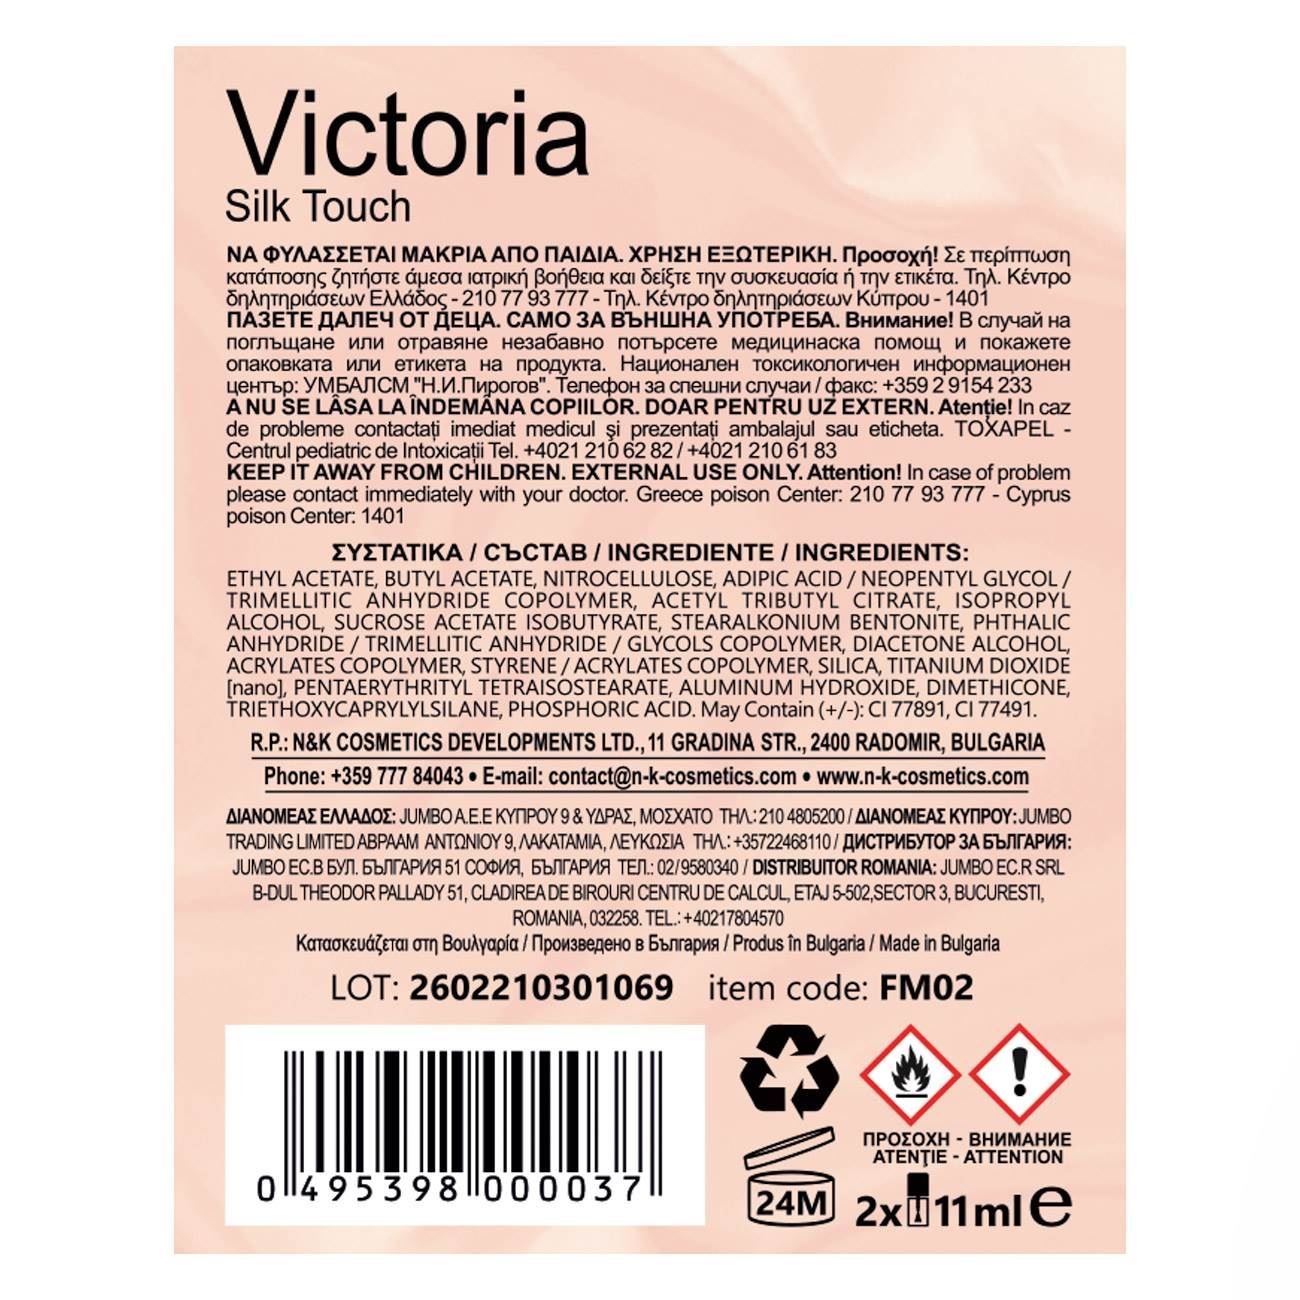 Victoria
Silk Touch
ΝΑ ΦΥΛΑΣΣΕΤΑΙ ΜΑΚΡΙΑ ΑΠΟ ΠΑΙΔΙΑ. ΧΡΗΣΗ ΕΞΩΤΕΡΙΚΗ. Προσοχή! Σε περίπτωση
κατάποσης ζητήστε άμεσα ιατρική βοήθεια και δείξτε την συσκευασία ή την ετικέτα. Τηλ. Κέντρο
δηλητηριάσεων Ελλάδος - 210 77 93 777 - Τηλ. Κέντρο δηλητηριάσεων Κύπρου - 1401
ПАЗЕТЕ ДАЛЕЧ ОТ ДЕЦА. САМО ЗА ВЪНШНА УПОТРЕБА. Внимание! В случай на
поглъщане или отравяне незабавно потърсете медицинаска помощ и покажете
опаковката или етикета на продукта. Национален токсикологичен информационен
център: УМБАЛСМ "Н.И.Пирогов". Телефон за спешни случаи / факс: +359 2 9154 233
A NU SE LÂSA LA ÎNDEMÂNA COPIILOR. DOAR PENTRU UZ EXTERN. Atenție! In caz
de probleme contactați imediat medicul şi prezentați ambalajul sau eticheta. TOXAPEL -
Centrul pediatric de Intoxicații Tel. +4021 210 62 82 / +4021 210 61 83
KEEP IT AWAY FROM CHILDREN. EXTERNAL USE ONLY. Attention! In case of problem
please contact immediately with your doctor. Greece poison Center: 210 77 93 777 - Cyprus
poison Center: 1401
ΣΥΣΤΑΤΙΚΑ / СЪСТАВ / INGREDIENTE / INGREDIENTS:
ETHYL ACETATE, BUTYL ACETATE, NITROCELLULOSE, ADIPIC ACID / NEOPENTYL GLYCOL /
TRIMELLITIC ANHYDRIDE COPOLYMER, ACETYL TRIBUTYL CITRATE, ISOPROPYL
ALCOHOL, SUCROSE ACETATE ISOBUTYRATE, STEARALKONIUM BENTONITE, PHTHALIC
ANHYDRIDE / TRIMELLITIC ANHYDRIDE / GLYCOLS COPOLYMER, DIACETONE ALCOHOL,
ACRYLATES COPOLYMER, STYRENE / ACRYLATES COPOLYMER, SILICA, TITANIUM DIOXIDE
[nano], PENTAERYTHRITYL TETRAISOSTEARATE, ALUMINUM HYDROXIDE, DIMETHICONE,
TRIETHOXYCAPRYLYLSILANE, PHOSPHORIC ACID. May Contain (+/-): CI 77891, CI 77491.
R.P.: N&K COSMETICS DEVELOPMENTS LTD., 11 GRADINA STR., 2400 RADOMIR, BULGARIA
Phone: +359 777 84043 • E-mail: contact@n-k-cosmetics.com • www.n-k-cosmetics.com
ΔΙΑΝΟΜΕΑΣ ΕΛΛΑΔΟΣ: JUMBO A.E.E ΚΥΠΡΟΥ 9 & ΥΔΡΑΣ, ΜΟΣΧΑΤΟ ΤΗΛ.: 210 4805200 / ΔΙΑΝΟΜΕΑΣ ΚΥΠΡΟΥ: JUMBO
TRADING LIMITED ΑΒΡΑΑΜ ΑΝΤΩΝΙΟΥ 9, ΛΑΚΑΤΑΜΙΑ, ΛΕΥΚΩΣΙΑ ΤΗΛ.: +35722468110 / ДИСТРИБУТОР ЗА БЪЛГАРИЯ:
JUMBO EC.B БУЛ. БЪЛГАРИЯ 51 СОФИЯ, БЪЛГАРИЯ ТЕЛ.: 02/ 9580340 / DISTRIBUITOR ROMANIA: JUMBO EC.R SRL
B-DUL THEODOR PALLADY 51, CLADIREA DE BIROURI CENTRU DE CALCUL, ETAJ 5-502,SECTOR 3, BUCURESTI,
ROMANIA, 032258. TEL.: +40217804570
Κατασκευάζεται στη Βουλγαρία / Произведено в България / Produs în Bulgaria / Made in Bulgaria
LOT: 2602210301069 item code: FM02
ΠΡΟΣΟΧΗ - ВНИМАНИЕ
ATENŢIE - ATTENTION
0 495398 000037
24M
2x 11ml e